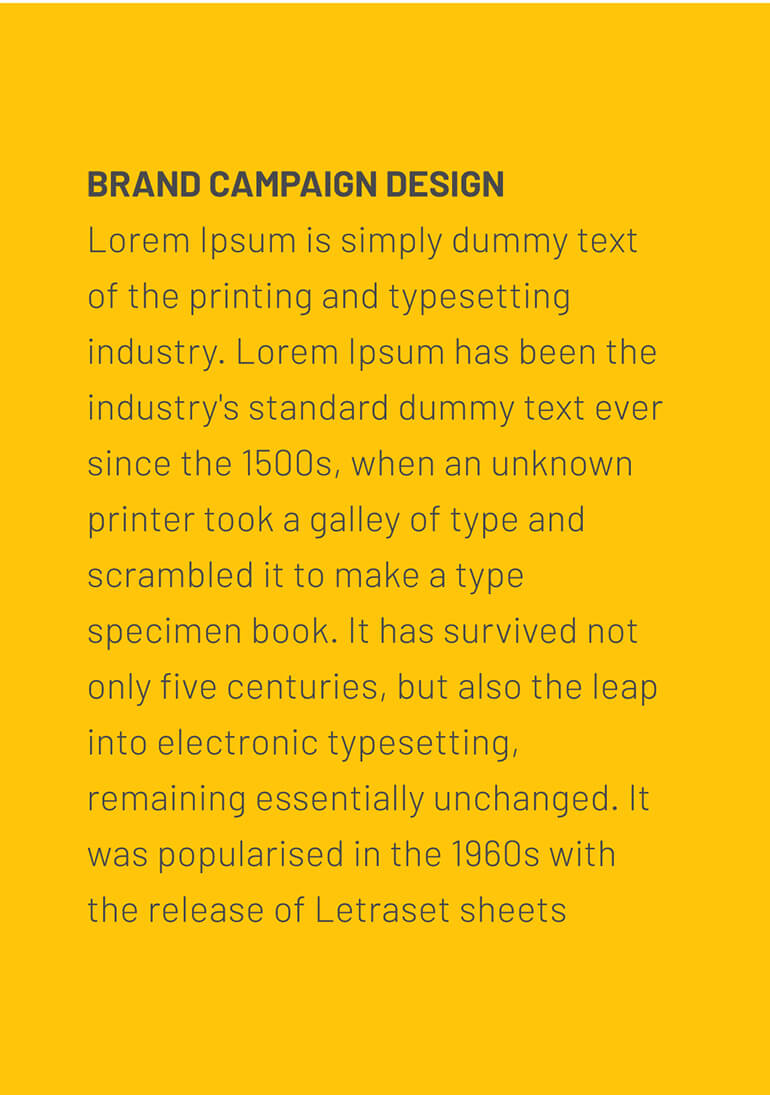 BRAND CAMPAIGN DESIGN
Lorem Ipsum is simply dummy text
of the printing and typesetting
industry. Lorem Ipsum has been the
industry's standard dummy text ever
since the 1500s, when an unknown
printer took a galley of type and
scrambled it to make a type
specimen book. It has survived not
only five centuries, but also the leap
into electronic typesetting,
remaining essentially unchanged. It
was popularised in the 1960s with
the release of Letraset sheets